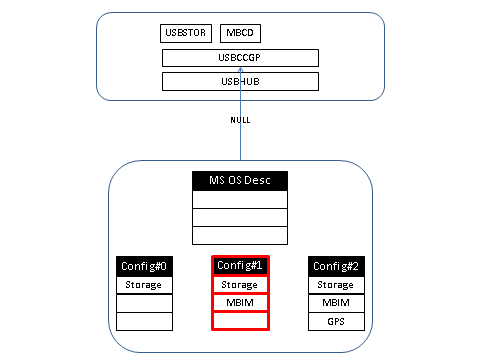 USBSTOR MBCD
USBCCGP
USBHUB
NULL
MS OS Desc
Config#0 Config#1 Config#2
Storage Storage Storage
MBIM MBIM
GPS